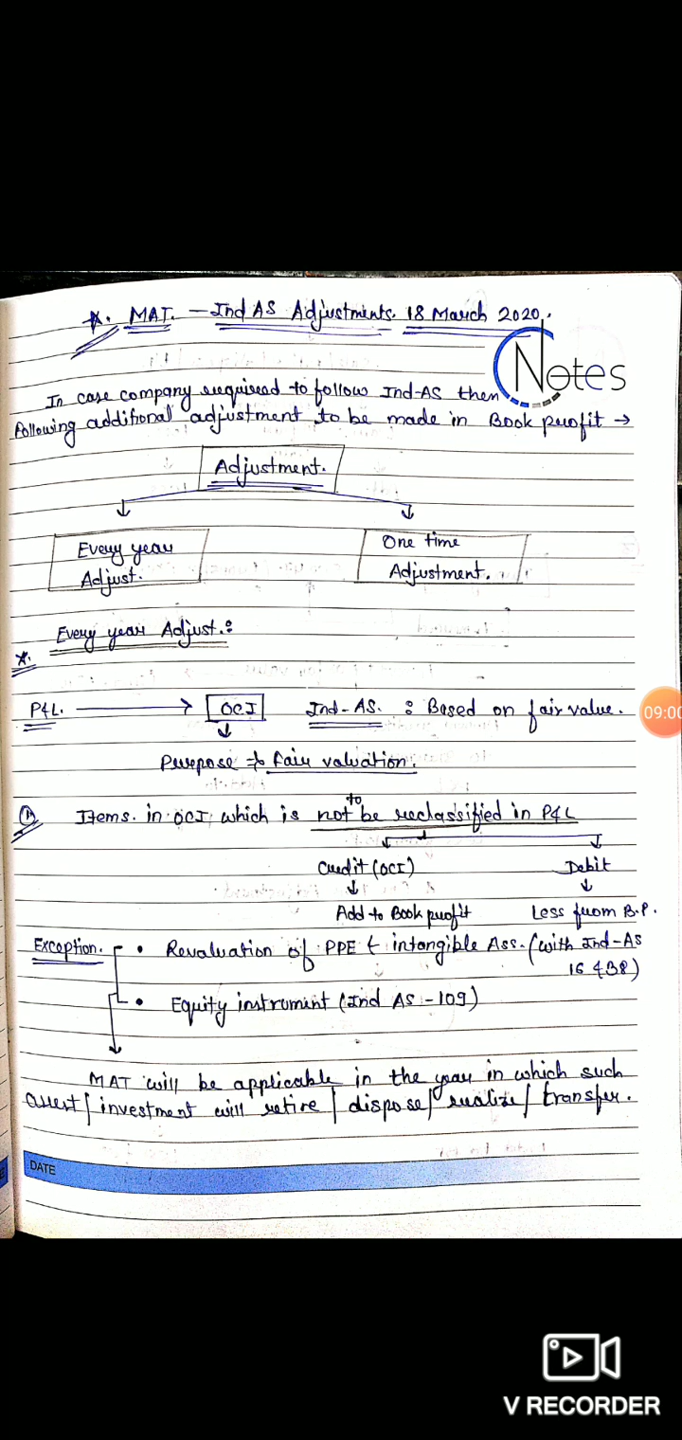 ☆. MAT. - Ind AS Adjustments. 18 March 2020.
Notes
In case company required to follow Ind-AS then
following additional adjustment to be made in Book profit →
Adjustment.
Every year
Adjust.
One time
Adjustment.
Every year Adjust.:
☆.
P&L. → OCI Ind-AS. : Based on fair value.
09:00
Purpose ⇒ Fair valuation.
(A) Items. in OCI which is not to be reclassified in P&L
Credit (OCI) Debit
Add to Book profit Less from B.P.
Exception. • Revaluation of PPE & intangible Ass. (with Ind-AS
16 & 38)
• Equity instrument (Ind AS - 109)
MAT will be applicable in the year in which such
asset / investment will retire / dispose / realize / transfer.
DATE
V RECORDER